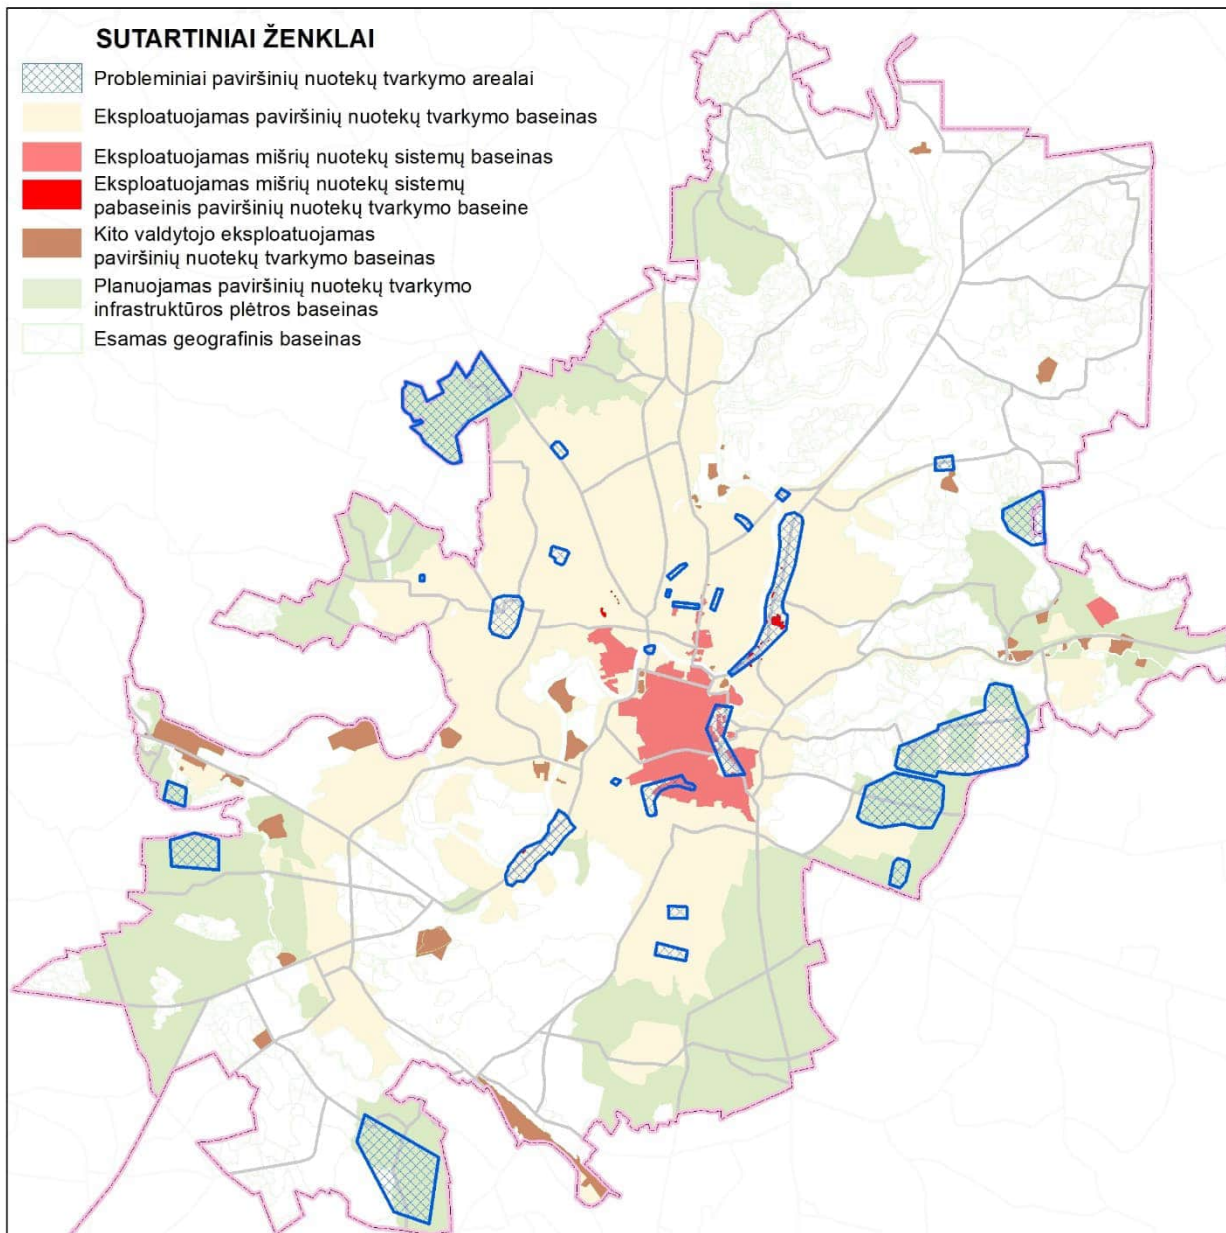 SUTARTINIAI ŽENKLAI
Probleminiai paviršinių nuotekų tvarkymo arealai
Eksploatuojamas paviršinių nuotekų tvarkymo baseinas
Eksploatuojamas mišrių nuotekų sistemų baseinas
Eksploatuojamas mišrių nuotekų sistemų
pabaseinis paviršinių nuotekų tvarkymo baseine
Kito valdytojo eksploatuojamas
paviršinių nuotekų tvarkymo baseinas
Planuojamas paviršinių nuotekų tvarkymo
infrastruktūros plėtros baseinas
Esamas geografinis baseinas